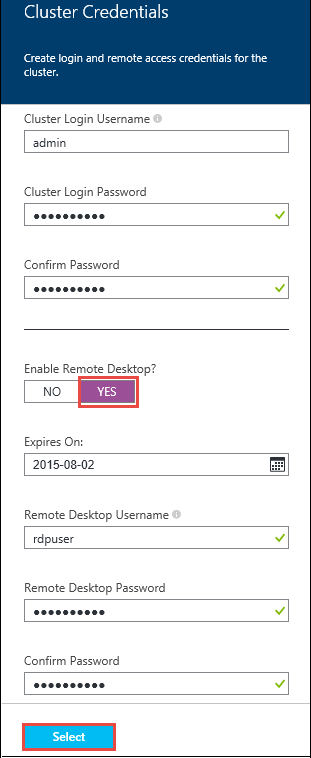 Cluster Credentials
Create login and remote access credentials for the
cluster.
Cluster Login Username
admin
Cluster Login Password
●●●●●●●●●●
Confirm Password
●●●●●●●●●●
Enable Remote Desktop?
NO YES
Expires On:
2015-08-02
Remote Desktop Username
rdpuser
Remote Desktop Password
●●●●●●●●●●
Confirm Password
●●●●●●●●●●
Select